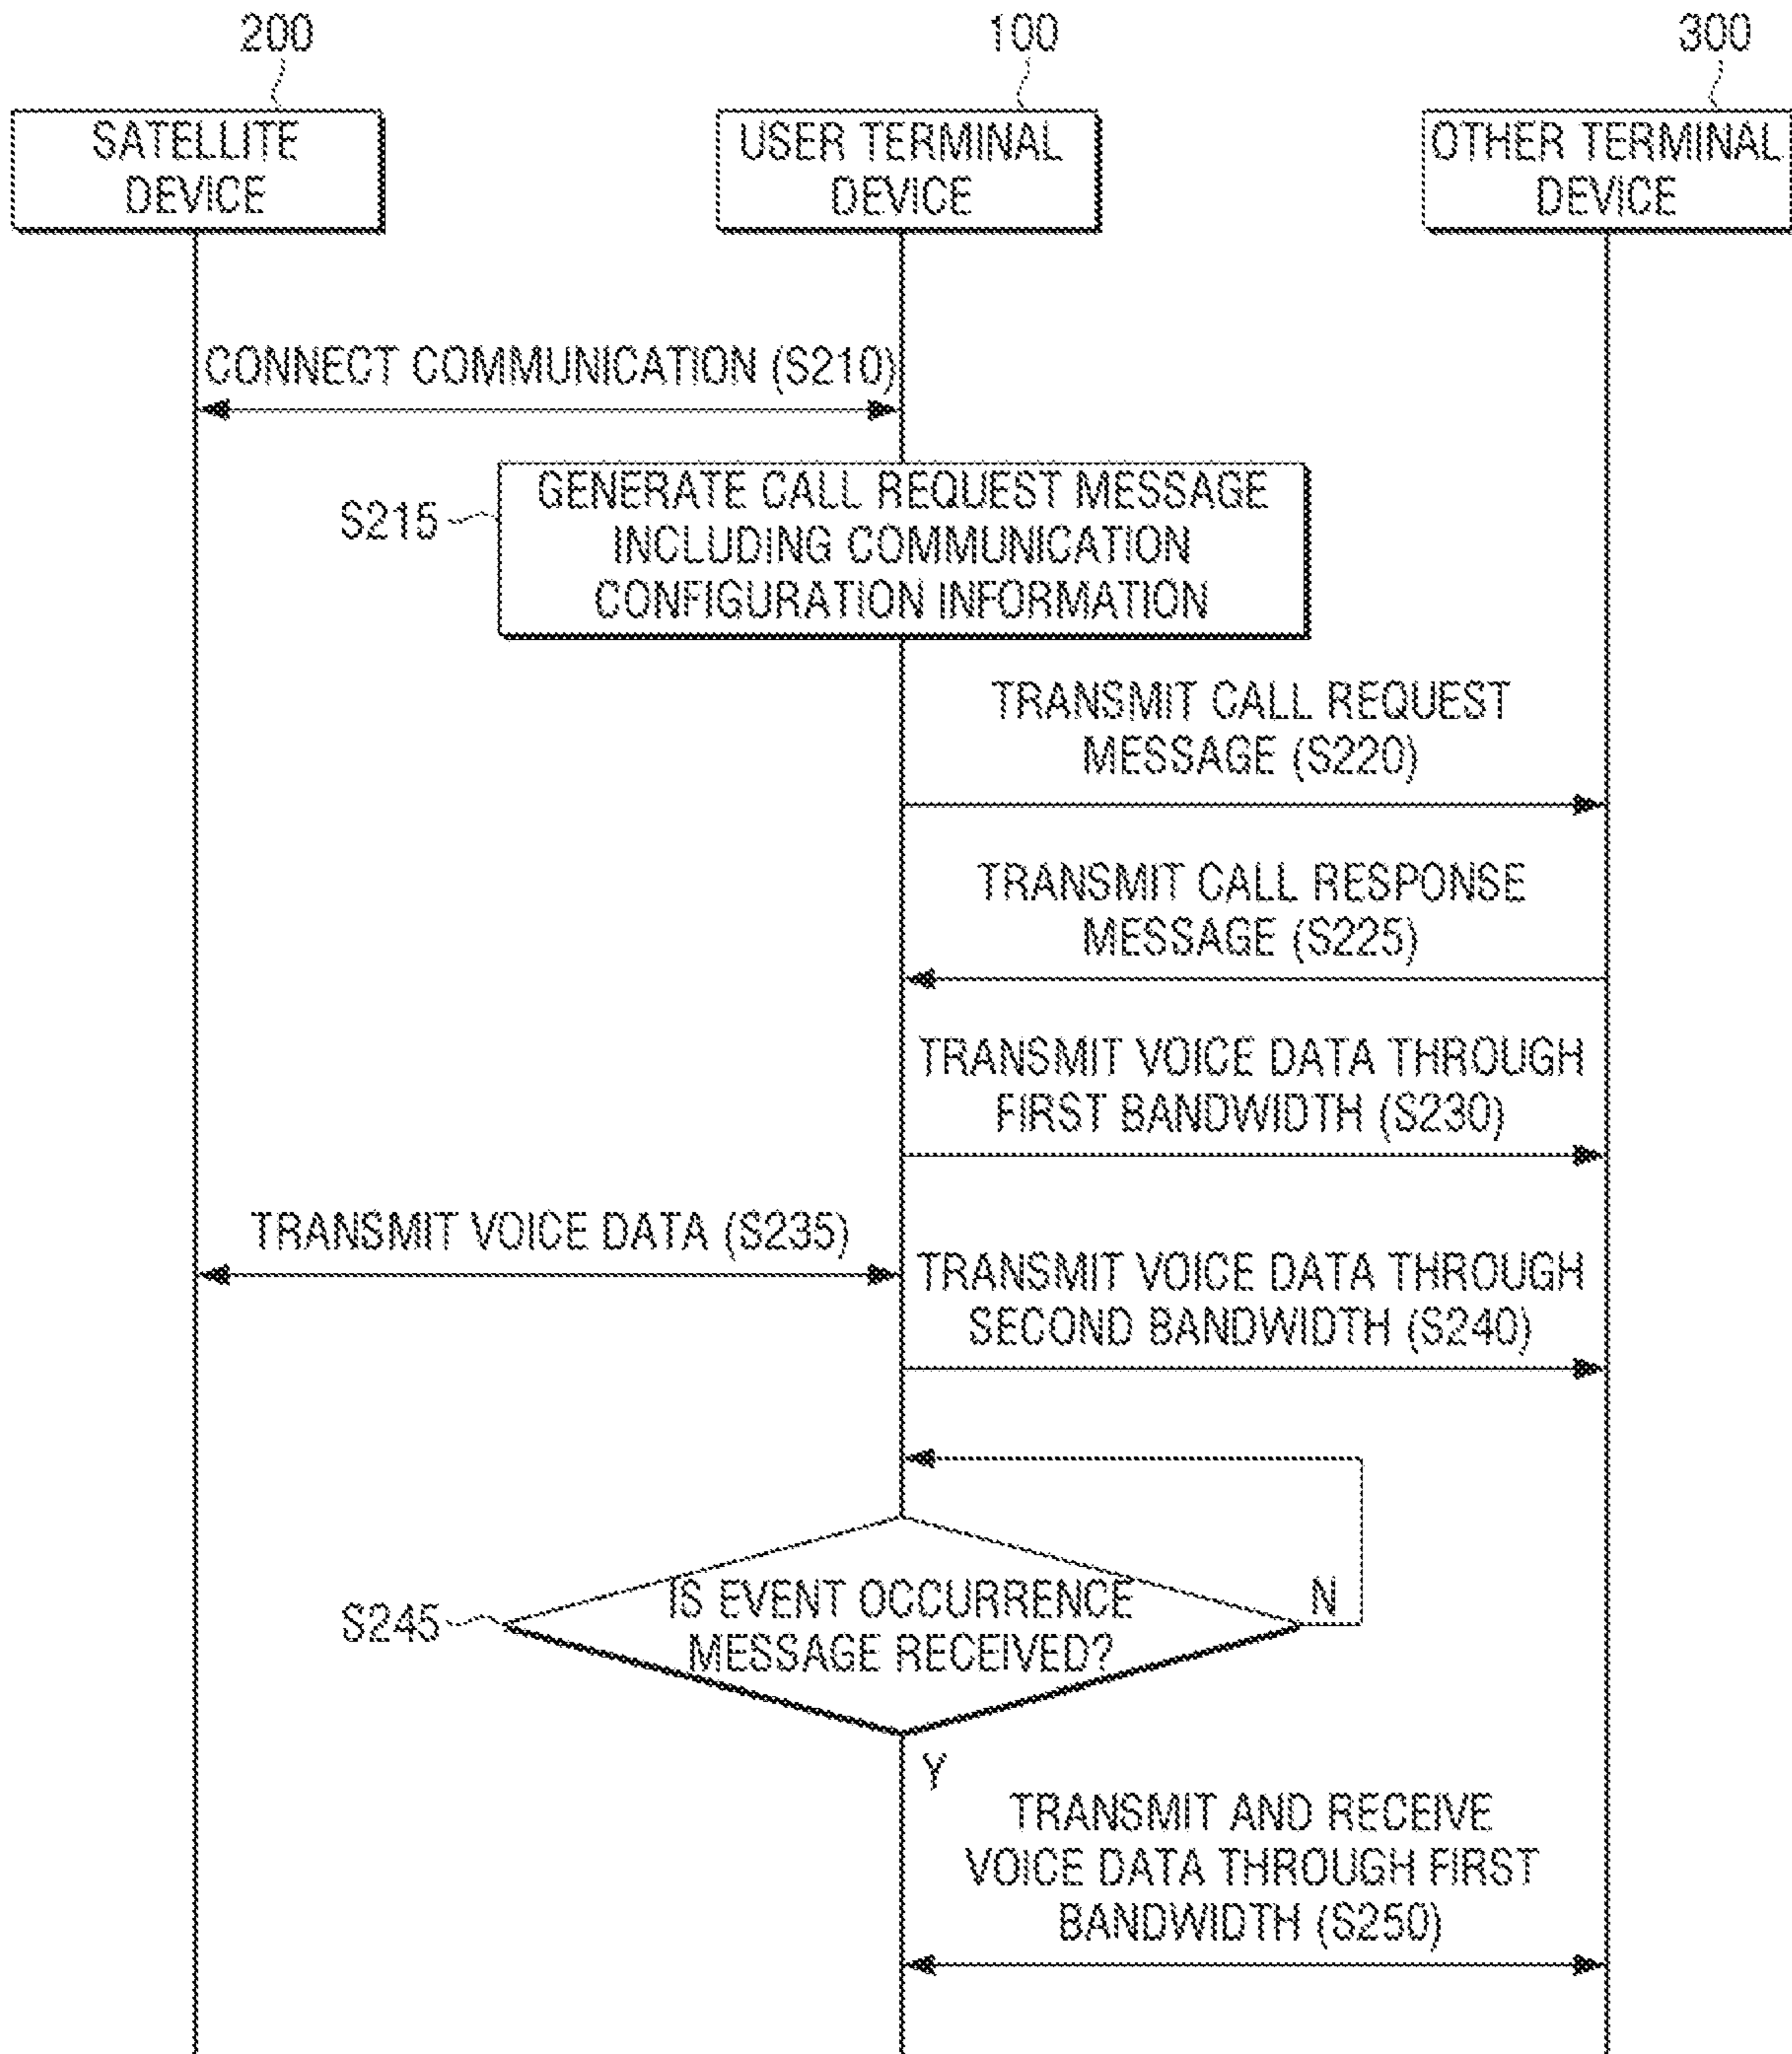 200
100
300
SATELLITE
DEVICE
USER TERMINAL
DEVICE
OTHER TERMINAL
DEVICE
CONNECT COMMUNICATION (S210)
S215
GENERATE CALL REQUEST MESSAGE
INCLUDING COMMUNICATION
CONFIGURATION INFORMATION
TRANSMIT CALL REQUEST
MESSAGE (S220)
TRANSMIT CALL RESPONSE
MESSAGE (S225)
TRANSMIT VOICE DATA THROUGH
FIRST BANDWIDTH (S230)
TRANSMIT VOICE DATA (S235)
TRANSMIT VOICE DATA THROUGH
SECOND BANDWIDTH (S240)
S245
IS EVENT OCCURRENCE
MESSAGE RECEIVED?
N
Y
TRANSMIT AND RECEIVE
VOICE DATA THROUGH FIRST
BANDWIDTH (S250)